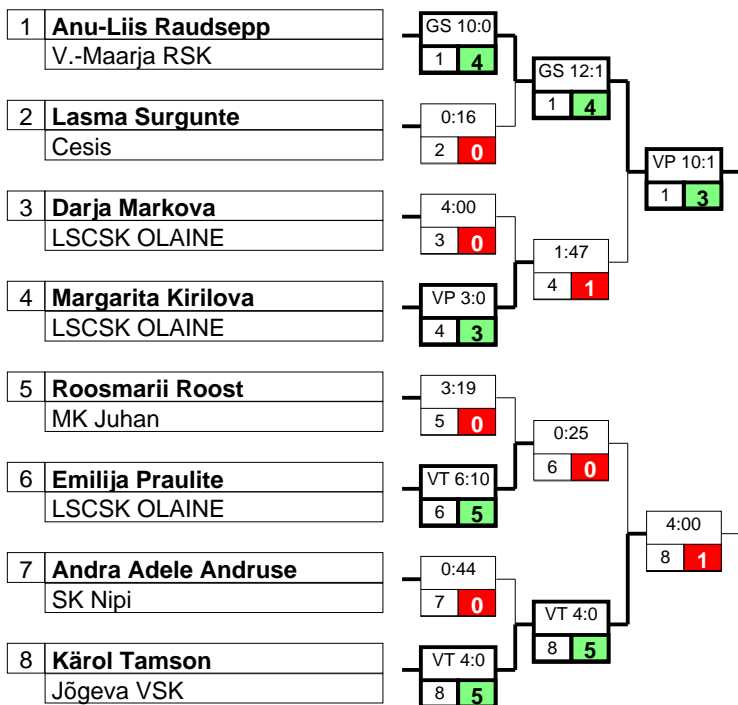 1 Anu-Liis Raudsepp
V.-Maarja RSK
GS 10:0
1 4
GS 12:1
1 4
2 Lasma Surgunte
Cesis
0:16
2 0
VP 10:1
1 3
3 Darja Markova
LSCSK OLAINE
4:00
3 0
1:47
4 1
4 Margarita Kirilova
LSCSK OLAINE
VP 3:0
4 3
5 Roosmarii Roost
MK Juhan
3:19
5 0
0:25
6 0
6 Emilija Praulite
LSCSK OLAINE
VT 6:10
6 5
4:00
8 1
7 Andra Adele Andruse
SK Nipi
0:44
7 0
VT 4:0
8 5
8 Kärol Tamson
Jõgeva VSK
VT 4:0
8 5